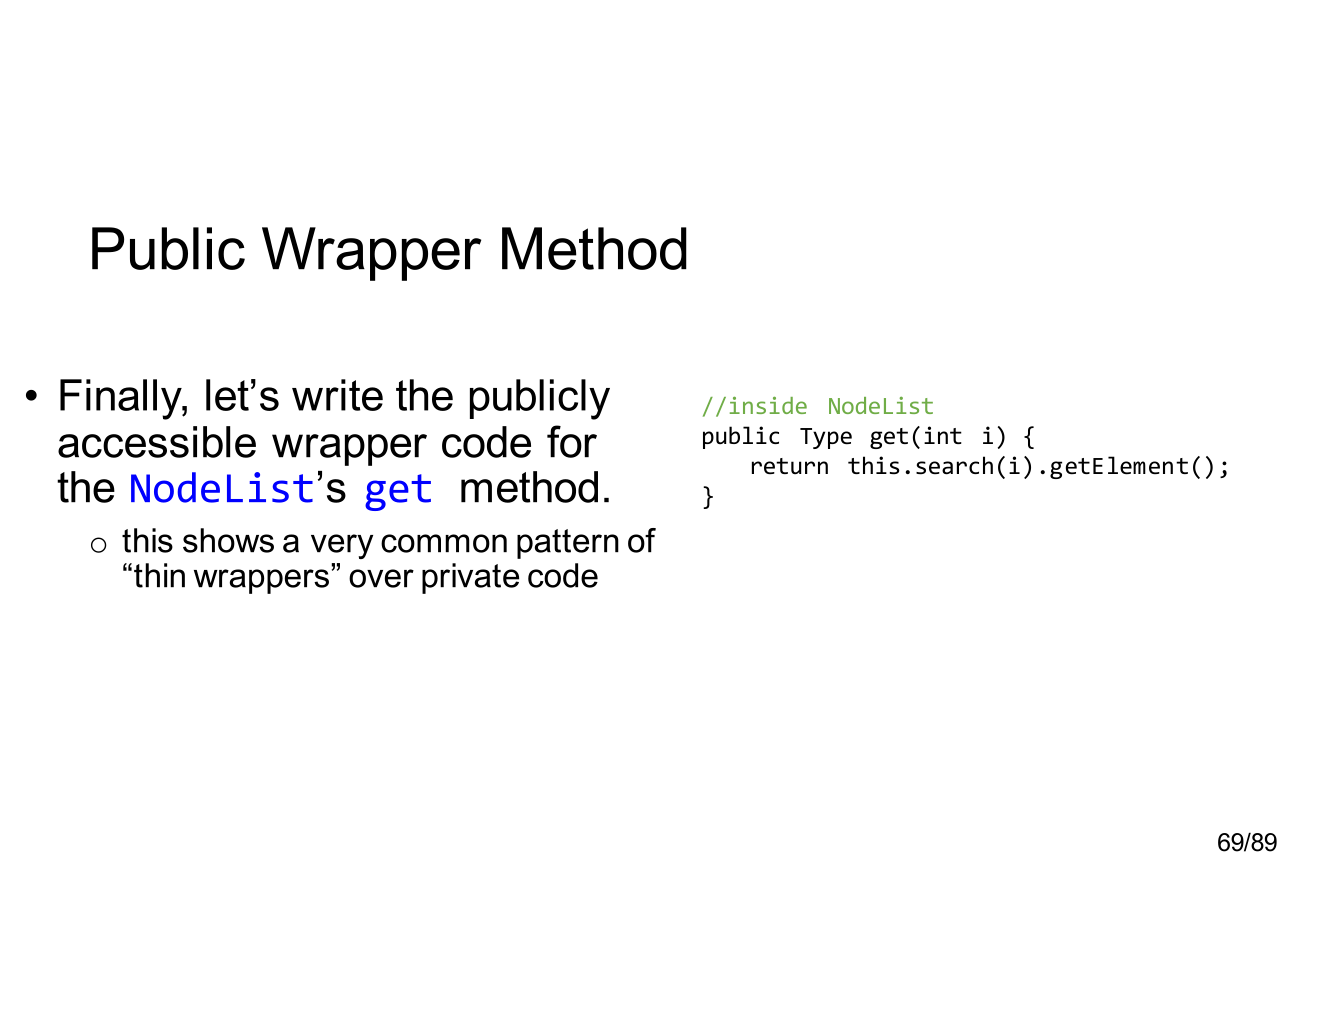 Public Wrapper Method
• Finally, let’s write the publicly
accessible wrapper code for
the NodeList’s get method.
o this shows a very common pattern of
“thin wrappers” over private code
//inside NodeList
public Type get(int i) {
return this.search(i).getElement();
}
69/89